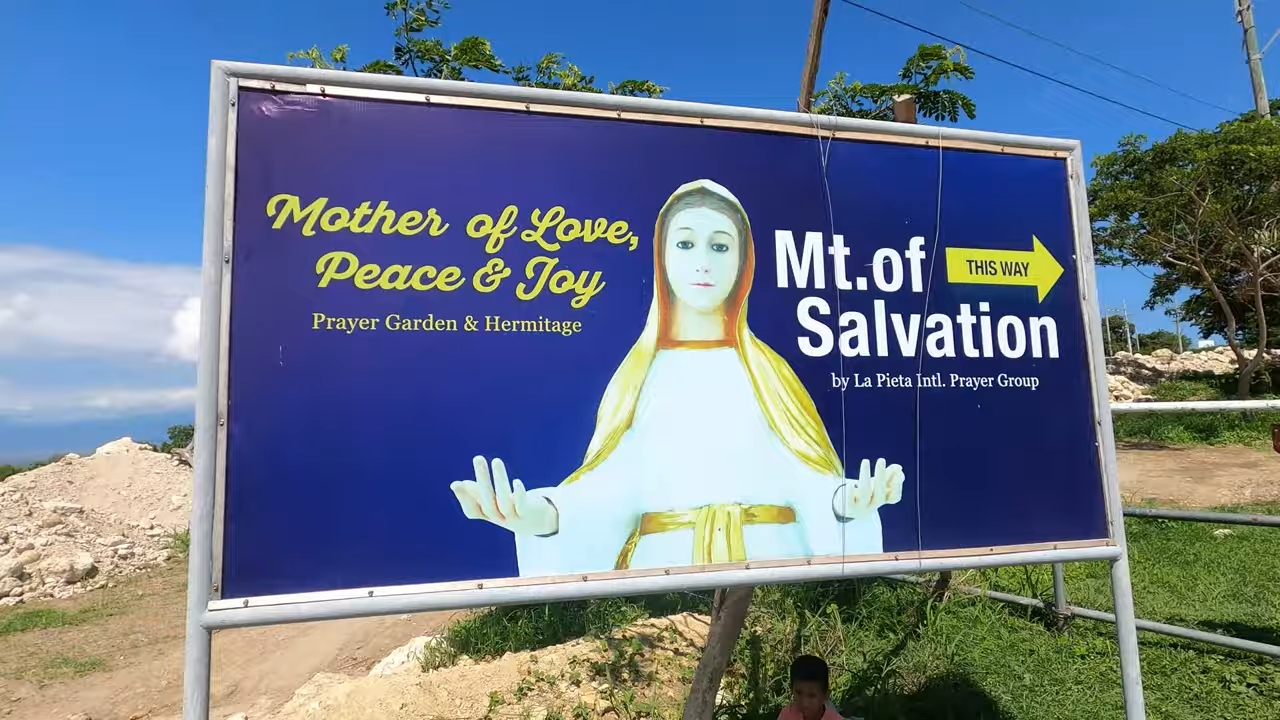 Mother of Love,
Peace & Joy
Prayer Garden & Hermitage
Mt.of
THIS WAY
Salvation
by La Pieta Intl. Prayer Group